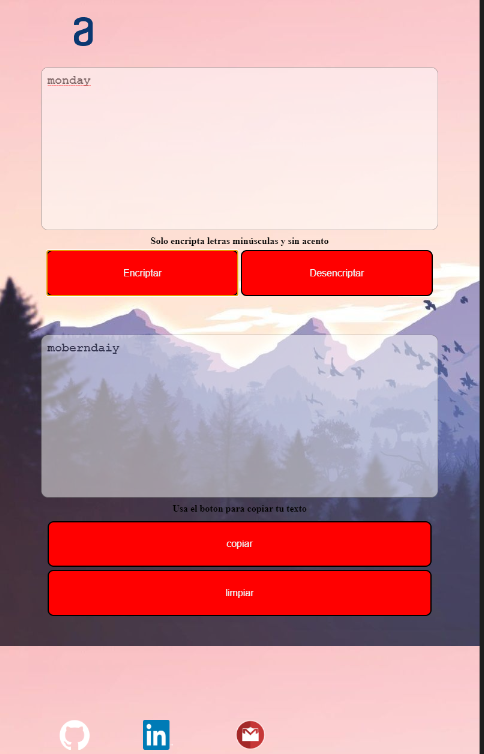 a
monday
Solo encripta letras minúsculas y sin acento
Encriptar
Desencriptar
moberndaiy
Usa el boton para copiar tu texto
copiar
limpiar
in